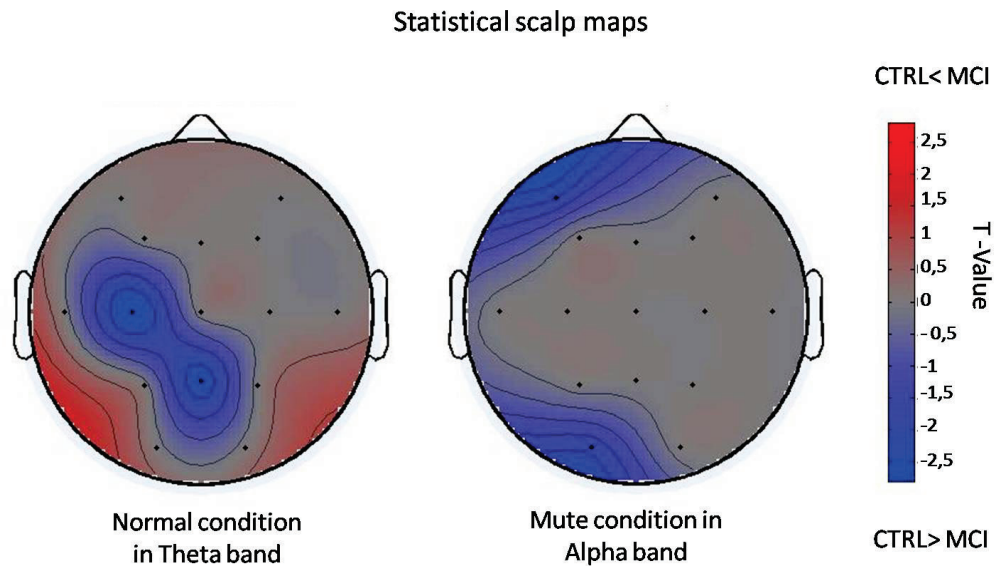 Statistical scalp maps
CTRL< MCI
2,5
2
1,5
1
0,5
0
-0,5
-1
-1,5
-2
-2,5
T-Value
CTRL> MCI
Normal condition
in Theta band
Mute condition in
Alpha band